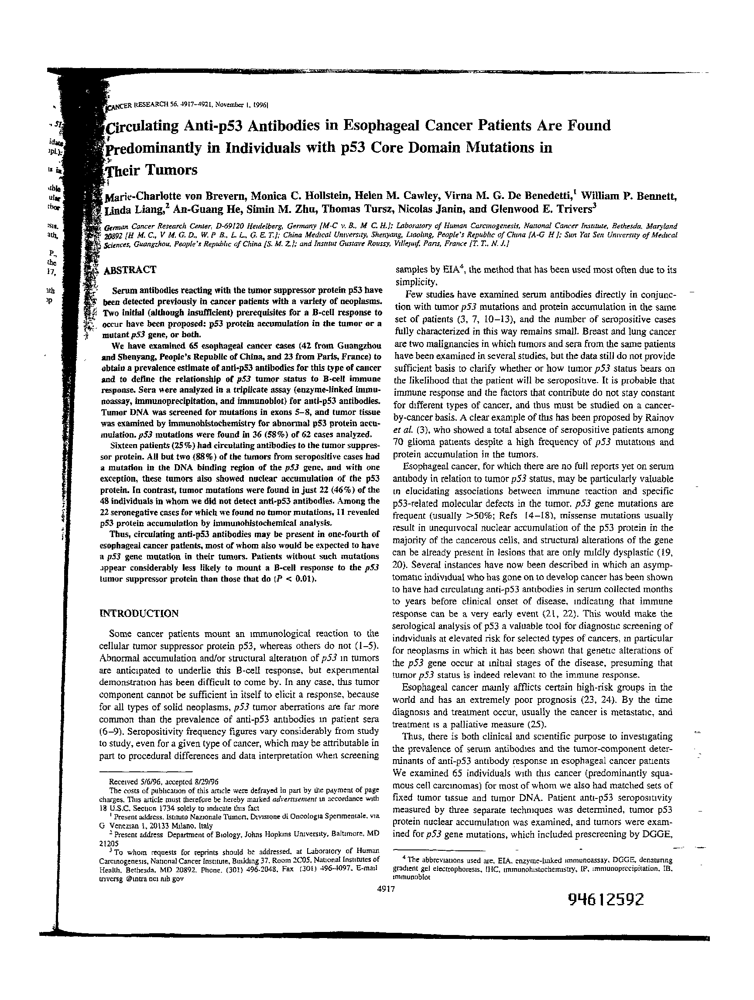 [CANCER RESEARCH 56, 4917-4921, November 1, 1996]
Circulating Anti-p53 Antibodies in Esophageal Cancer Patients Are Found
Predominantly in Individuals with p53 Core Domain Mutations in
Their Tumors
Marie-Charlotte von Brevern, Monica C. Hollstein, Helen M. Cawley, Virna M. G. De Benedetti,1 William P. Bennett,
Linda Liang,2 An-Guang He, Simin M. Zhu, Thomas Tursz, Nicolas Janin, and Glenwood E. Trivers3
German Cancer Research Center, D-69120 Heidelberg, Germany [M-C v. B., M C. H.]; Laboratory of Human Carcinogenesis, National Cancer Institute, Bethesda, Maryland
20892 [H M. C., V M. G. D., W. P B., L. L., G. E. T.]; China Medical University, Shenyang, Liaoling, People's Republic of China [A-G H]; Sun Yat Sen University of Medical
Sciences, Guangzhou, People's Republic of China [S. M. Z.]; and Institut Gustave Roussy, Villejuif, Paris, France [T. T., N. J.]
ABSTRACT
Serum antibodies reacting with the tumor suppressor protein p53 have
been detected previously in cancer patients with a variety of neoplasms.
Two initial (although insufficient) prerequisites for a B-cell response to
occur have been proposed: p53 protein accumulation in the tumor or a
mutant p53 gene, or both.
We have examined 65 esophageal cancer cases (42 from Guangzhou
and Shenyang, People's Republic of China, and 23 from Paris, France) to
obtain a prevalence estimate of anti-p53 antibodies for this type of cancer
and to define the relationship of p53 tumor status to B-cell immune
response. Sera were analyzed in a triplicate assay (enzyme-linked immu-
noassay, immunoprecipitation, and immunoblot) for anti-p53 antibodies.
Tumor DNA was screened for mutations in exons 5-8, and tumor tissue
was examined by immunohistochemistry for abnormal p53 protein accu-
mulation. p53 mutations were found in 36 (58%) of 62 cases analyzed.
Sixteen patients (25%) had circulating antibodies to the tumor suppres-
sor protein. All but two (88%) of the tumors from seropositive cases had
a mutation in the DNA binding region of the p53 gene, and with one
exception, these tumors also showed nuclear accumulation of the p53
protein. In contrast, tumor mutations were found in just 22 (46%) of the
48 individuals in whom we did not detect anti-p53 antibodies. Among the
22 seronegative cases for which we found no tumor mutations, 11 revealed
p53 protein accumulation by immunohistochemical analysis.
Thus, circulating anti-p53 antibodies may be present in one-fourth of
esophageal cancer patients, most of whom also would be expected to have
a p53 gene mutation in their tumors. Patients without such mutations
appear considerably less likely to mount a B-cell response to the p53
tumor suppressor protein than those that do (P < 0.01).
INTRODUCTION
Some cancer patients mount an immunological reaction to the
cellular tumor suppressor protein p53, whereas others do not (1-5).
Abnormal accumulation and/or structural alteration of p53 in tumors
are anticipated to underlie this B-cell response, but experimental
demonstration has been difficult to come by. In any case, this tumor
component cannot be sufficient in itself to elicit a response, because
for all types of solid neoplasms, p53 tumor aberrations are far more
common than the prevalence of anti-p53 antibodies in patient sera
(6-9). Seropositivity frequency figures vary considerably from study
to study, even for a given type of cancer, which may be attributable in
part to procedural differences and data interpretation when screening
Received 5/6/96, accepted 8/29/96
The costs of publication of this article were defrayed in part by the payment of page
charges. This article must therefore be hereby marked advertisement in accordance with
18 U.S.C. Section 1734 solely to indicate this fact
1 Present address. Istituto Nazionale Tumori, Divisione di Oncologia Sperimentale, via
G Venezian 1, 20133 Milano, Italy
2 Present address Department of Biology, Johns Hopkins University, Baltimore, MD
21205
3 To whom requests for reprints should be addressed, at Laboratory of Human
Carcinogenesis, National Cancer Institute, Building 37, Room 2C05, National Institutes of
Health, Bethesda, MD 20892. Phone. (301) 496-2048, Fax (301) 496-4097, E-mail
triversg @intra nci nih gov
samples by EIA4, the method that has been used most often due to its
simplicity.
Few studies have examined serum antibodies directly in conjunc-
tion with tumor p53 mutations and protein accumulation in the same
set of patients (3, 7, 10-13), and the number of seropositive cases
fully characterized in this way remains small. Breast and lung cancer
are two malignancies in which tumors and sera from the same patients
have been examined in several studies, but the data still do not provide
sufficient basis to clarify whether or how tumor p53 status bears on
the likelihood that the patient will be seropositive. It is probable that
immune response and the factors that contribute do not stay constant
for different types of cancer, and thus must be studied on a cancer-
by-cancer basis. A clear example of this has been proposed by Rainov
et al. (3), who showed a total absence of seropositives among
70 glioma patients despite a high frequency of p53 mutations and
protein accumulation in the tumors.
Esophageal cancer, for which there are no full reports yet on serum
antibody in relation to tumor p53 status, may be particularly valuable
in elucidating associations between immune reaction and specific
p53-related molecular defects in the tumor. p53 gene mutations are
frequent (usually >50%; Refs 14-18), missense mutations usually
result in unequivocal nuclear accumulation of the p53 protein in the
majority of the cancerous cells, and structural alterations of the gene
can be already present in lesions that are only mildly dysplastic (19,
20). Several instances have now been described in which an asymp-
tomatic individual who has gone on to develop cancer has been shown
to have had circulating anti-p53 antibodies in serum collected months
to years before clinical onset of disease, indicating that immune
response can be a very early event (21, 22). This would make the
serological analysis of p53 a valuable tool for diagnostic screening of
individuals at elevated risk for selected types of cancers, in particular
for neoplasms in which it has been shown that genetic alterations of
the p53 gene occur at initial stages of the disease, presuming that
tumor p53 status is indeed relevant to the immune response.
Esophageal cancer mainly afflicts certain high-risk groups in the
world and has an extremely poor prognosis (23, 24). By the time
diagnosis and treatment occur, usually the cancer is metastatic, and
treatment is a palliative measure (25).
Thus, there is both clinical and scientific purpose to investigating
the prevalence of serum antibodies and the tumor-component deter-
minants of anti-p53 antibody response in esophageal cancer patients
We examined 65 individuals with this cancer (predominantly squa-
mous cell carcinomas) for most of whom we also had matched sets of
fixed tumor tissue and tumor DNA. Patient anti-p53 seropositivity
measured by three separate techniques was determined, tumor p53
protein nuclear accumulation was examined, and tumors were exam-
ined for p53 gene mutations, which included prescreening by DGGE,
4 The abbreviations used are, EIA, enzyme-linked immunoassay, DGGE, denaturing
gradient gel electrophoresis, IHC, immunohistochemistry, IP, immunoprecipitation, IB,
immunoblot
4917
94612592